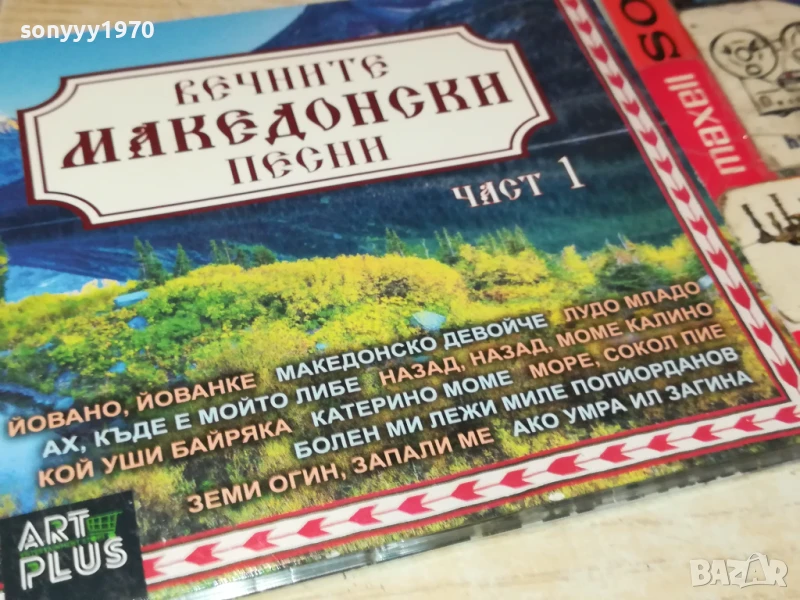 sonyyy1970
ВЕЧНИТЕ
МАКЕДОНСКИ
ПЕСНИ
ЧАСТ 1
SO
maxell
ЙОВАНО, ЙОВАНКЕ МАКЕДОНСКО ДЕВОЙЧЕ ЛУДО МЛАДО
АХ, КЪДЕ Е МОЙТО ЛИБЕ НАЗАД, НАЗАД, МОМЕ КАЛИНО
КОЙ УШИ БАЙРЯКА КАТЕРИНО МОМЕ МОРЕ, СОКОЛ ПИЕ
БОЛЕН МИ ЛЕЖИ МИЛЕ ПОПЙОРДАНОВ
ЗЕМИ ОГИН, ЗАПАЛИ МЕ АКО УМРА ИЛ ЗАГИНА
ART
PLUS
BAZAR